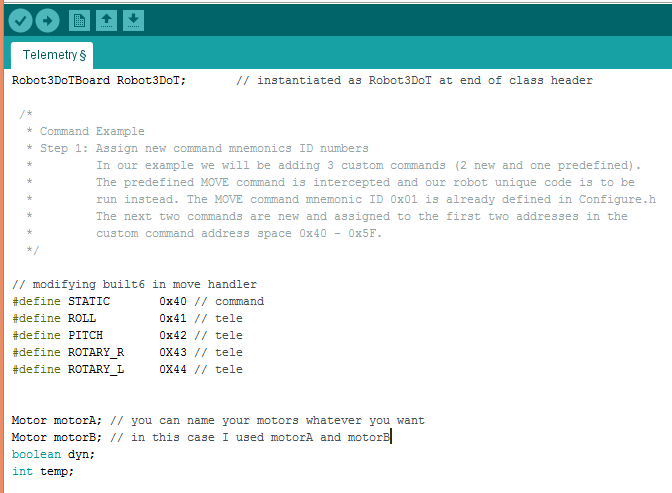 Telemetry§
Robot3DoTBoard Robot3DoT; // instantiated as Robot3DoT at end of class header
/*
* Command Example
* Step 1: Assign new command mnemonics ID numbers
* In our example we will be adding 3 custom commands (2 new and one predefined).
* The predefined MOVE command is intercepted and our robot unique code is to be
* run instead. The MOVE command mnemonic ID 0x01 is already defined in Configure.h
* The next two commands are new and assigned to the first two addresses in the
* custom command address space 0x40 - 0x5F.
*/
// modifying built6 in move handler
#define STATIC 0x40 // command
#define ROLL 0x41 // tele
#define PITCH 0x42 // tele
#define ROTARY_R 0X43 // tele
#define ROTARY_L 0X44 // tele
Motor motorA; // you can name your motors whatever you want
Motor motorB; // in this case I used motorA and motorB
boolean dyn;
int temp;